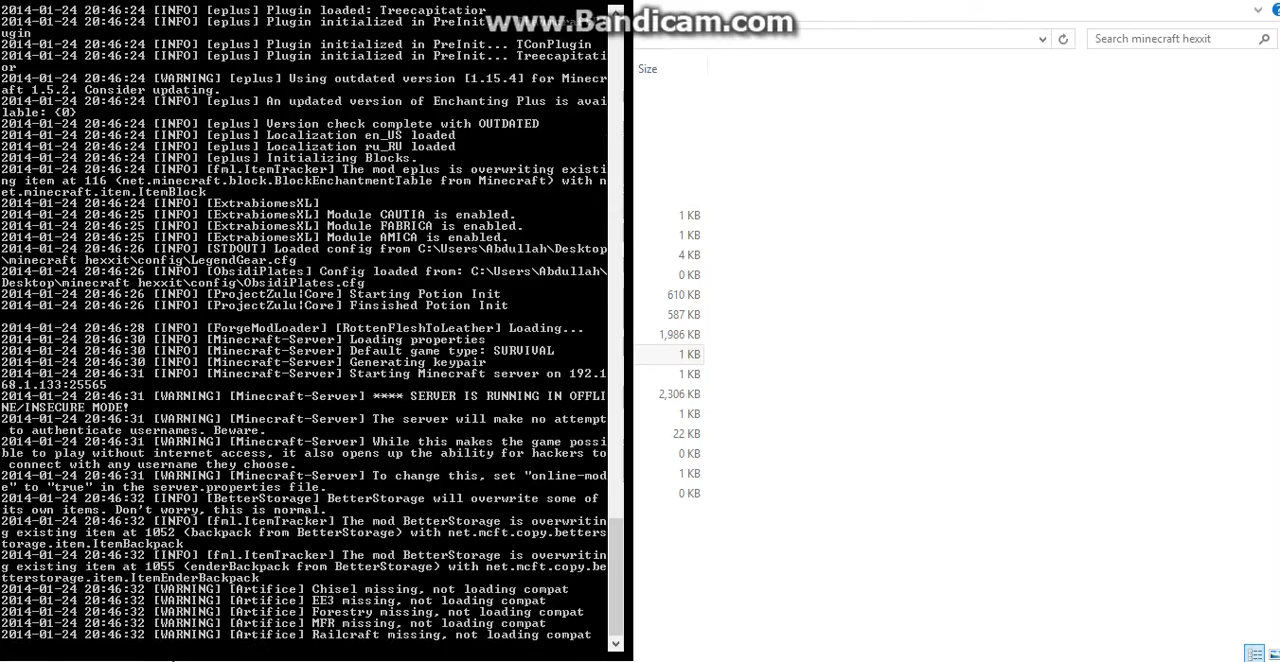 2014-01-24 20:46:24 [INFO] [eplus] Plugin loaded: Treecapitatior
2014-01-24 20:46:24 [INFO] [eplus] Plugin initialized in PreInit...
ugin
2014-01-24 20:46:24 [INFO] [eplus] Plugin initialized in PreInit... TConPlugin
2014-01-24 20:46:24 [INFO] [eplus] Plugin initialized in PreInit... Treecapitati
or
2014-01-24 20:46:24 [WARNING] [eplus] Using outdated version [1.15.4] for Minecr
aft 1.5.2. Consider updating.
2014-01-24 20:46:24 [INFO] [eplus] An updated version of Enchanting Plus is avai
lable: {0}
2014-01-24 20:46:24 [INFO] [eplus] Version check complete with OUTDATED
2014-01-24 20:46:24 [INFO] [eplus] Localization en_US loaded
2014-01-24 20:46:24 [INFO] [eplus] Localization ru_RU loaded
2014-01-24 20:46:24 [INFO] [eplus] Initializing Blocks.
2014-01-24 20:46:24 [INFO] [fml.ItemTracker] The mod eplus is overwriting existi
ng item at 116 (net.minecraft.block.BlockEnchantmentTable from Minecraft) with n
et.minecraft.item.ItemBlock
2014-01-24 20:46:24 [INFO] [ExtrabiomesXL]
2014-01-24 20:46:25 [INFO] [ExtrabiomesXL] Module CAUTIA is enabled.
2014-01-24 20:46:25 [INFO] [ExtrabiomesXL] Module FABRICA is enabled.
2014-01-24 20:46:25 [INFO] [ExtrabiomesXL] Module AMICA is enabled.
2014-01-24 20:46:26 [INFO] [STDOUT] Loaded config from C:\Users\Abdullah\Desktop
\minecraft hexxit\config\LegendGear.cfg
2014-01-24 20:46:26 [INFO] [ObsidiPlates] Config loaded from: C:\Users\Abdullah\
Desktop\minecraft hexxit\config\ObsidiPlates.cfg
2014-01-24 20:46:26 [INFO] [ProjectZulu|Core] Starting Potion Init
2014-01-24 20:46:26 [INFO] [ProjectZulu|Core] Finsished Potion Init
2014-01-24 20:46:28 [INFO] [ForgeModLoader] [RottenFleshToLeather] Loading...
2014-01-24 20:46:30 [INFO] [Minecraft-Server] Loading properties
2014-01-24 20:46:30 [INFO] [Minecraft-Server] Default game type: SURVIVAL
2014-01-24 20:46:30 [INFO] [Minecraft-Server] Generating keypair
2014-01-24 20:46:31 [INFO] [Minecraft-Server] Starting Minecraft server on 192.1
68.1.133:25565
2014-01-24 20:46:31 [WARNING] [Minecraft-Server] **** SERVER IS RUNNING IN OFFLI
NE/INSECURE MODE!
2014-01-24 20:46:31 [WARNING] [Minecraft-Server] The server will make no attempt
 to authenticate usernames. Beware.
2014-01-24 20:46:31 [WARNING] [Minecraft-Server] While this makes the game possi
ble to play without internet access, it also opens up the ability for hackers to
 connect with any username they choose.
2014-01-24 20:46:31 [WARNING] [Minecraft-Server] To change this, set "online-mod
e" to "true" in the server.properties file.
2014-01-24 20:46:32 [INFO] [BetterStorage] BetterStorage will overwrite some of
its own items. Don't worry, this is normal.
2014-01-24 20:46:32 [INFO] [fml.ItemTracker] The mod BetterStorage is overwritin
g existing item at 1052 (backpack from BetterStorage) with net.mcft.copy.betters
torage.item.ItemBackpack
2014-01-24 20:46:32 [INFO] [fml.ItemTracker] The mod BetterStorage is overwritin
g existing item at 1055 (enderBackpack from BetterStorage) with net.mcft.copy.be
tterstorage.item.ItemEnderBackpack
2014-01-24 20:46:32 [WARNING] [Artifice] Chisel missing, not loading compat
2014-01-24 20:46:32 [WARNING] [Artifice] EE3 missing, not loading compat
2014-01-24 20:46:32 [WARNING] [Artifice] Forestry missing, not loading compat
2014-01-24 20:46:32 [WARNING] [Artifice] MFR missing, not loading compat
2014-01-24 20:46:32 [WARNING] [Artifice] Railcraft missing, not loading compat
www.Bandicam.com
Search minecraft hexxit
Size
1 KB
1 KB
4 KB
0 KB
610 KB
587 KB
1,986 KB
1 KB
1 KB
2,306 KB
1 KB
22 KB
0 KB
1 KB
0 KB